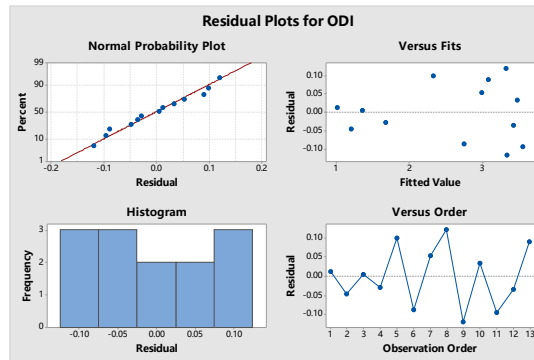 Residual Plots for ODI
Normal Probability Plot
99
90
50
10
1
Percent
-0.2 -0.1 0.0 0.1 0.2
Residual
Versus Fits
0.10
0.05
0.00
-0.05
-0.10
Residual
1 2 3
Fitted Value
Histogram
3
2
1
0
Frequency
-0.10 -0.05 0.00 0.05 0.10
Residual
Versus Order
0.10
0.05
0.00
-0.05
-0.10
Residual
1 2 3 4 5 6 7 8 9 10 11 12 13
Observation Order